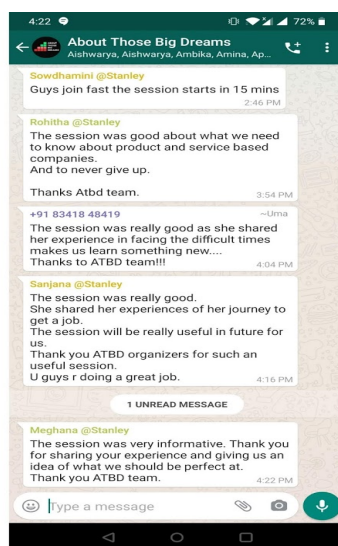 4:22
72%
About Those Big Dreams
Aishwarya, Aishwarya, Ambika, Amina, Ap...
Sowdhamini @Stanley
Guys join fast the session starts in 15 mins
2:46 PM
Rohitha @Stanley
The session was good about what we need
to know about product and service based
companies.
And to never give up.
Thanks Atbd team.
3:54 PM
+91 83418 48419 ~Uma
The session was really good as she shared
her experience in facing the difficult times
makes us learn something new....
Thanks to ATBD team!!!
4:04 PM
Sanjana @Stanley
The session was really good.
She shared her experiences of her journey to
get a job.
The session will be really useful in future for
us.
Thank you ATBD organizers for such an
useful session.
U guys r doing a great job.
4:16 PM
1 UNREAD MESSAGE
Meghana @Stanley
The session was very informative. Thank you
for sharing your experience and giving us an
idea of what we should be perfect at.
Thank you ATBD team.
4:22 PM
Type a message